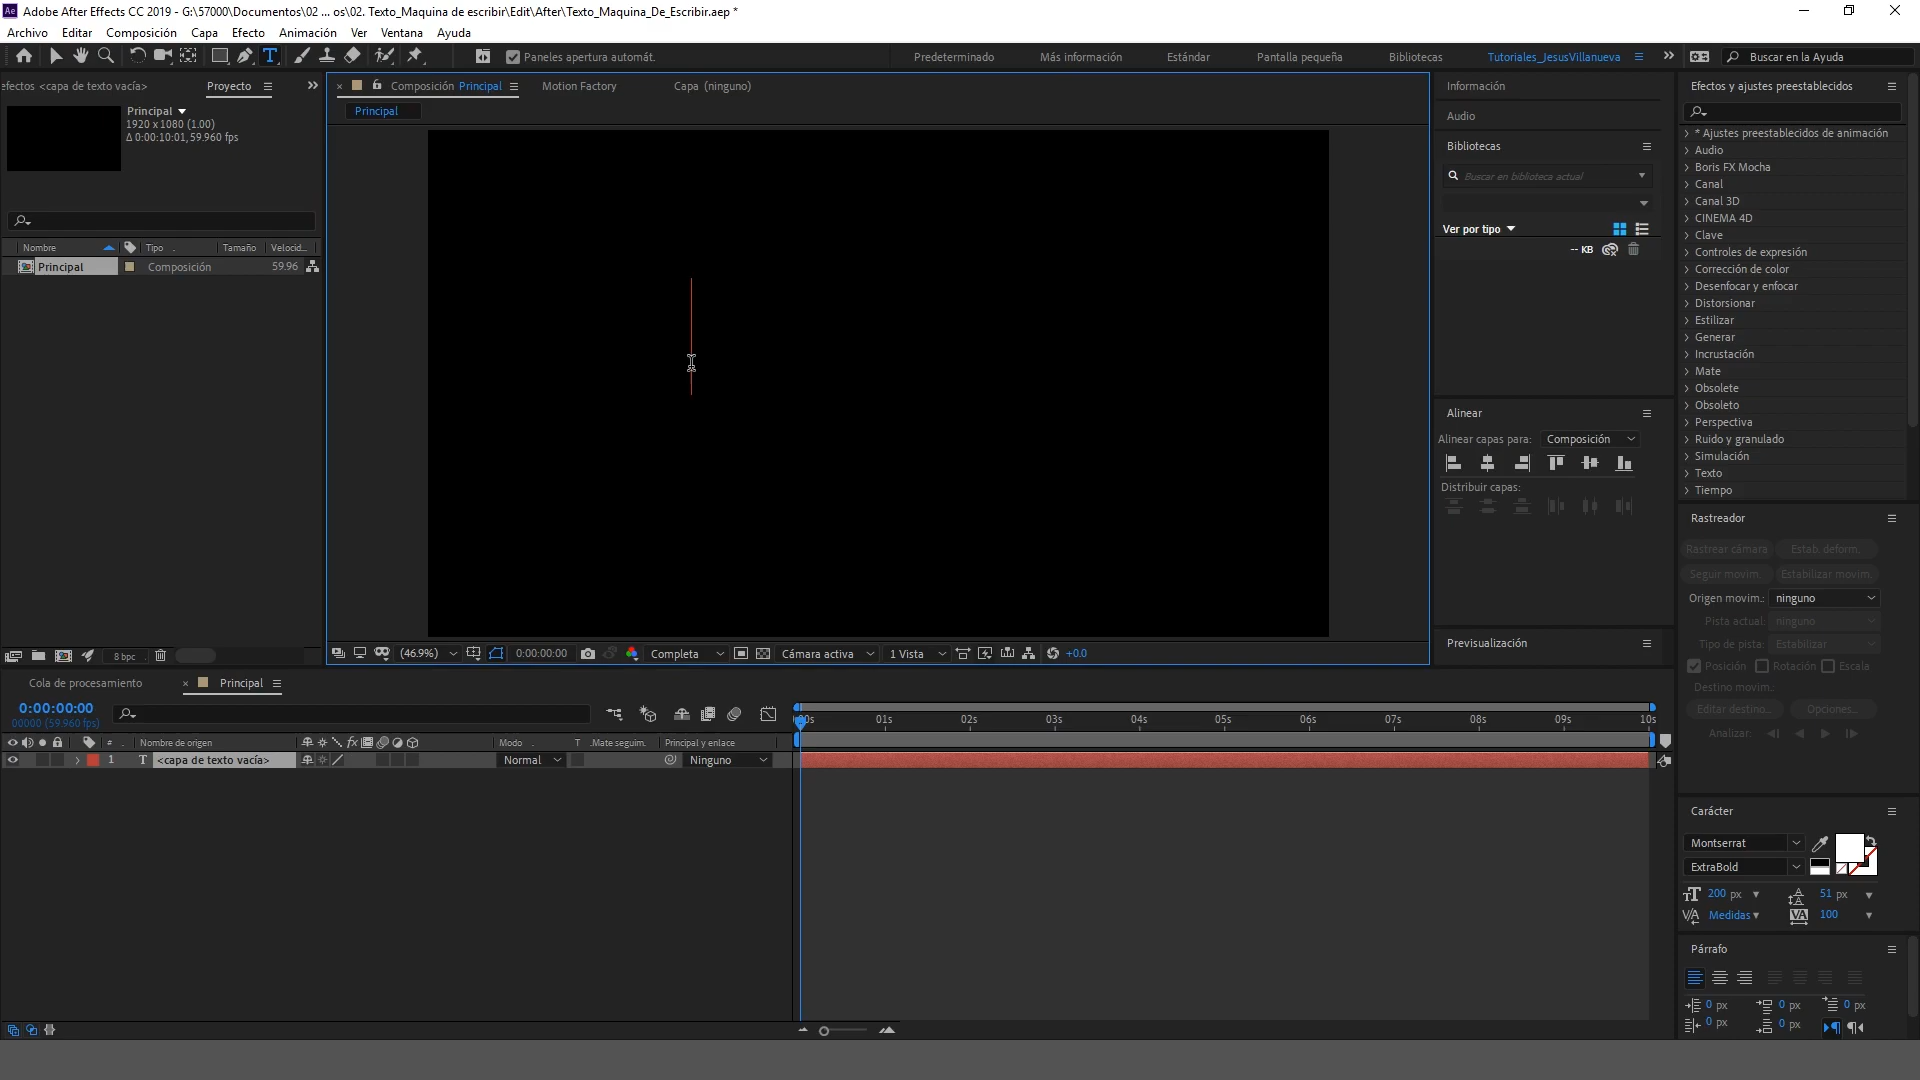 Adobe After Effects CC 2019 - G:\57000\Documentos\02 ... os\02. Texto_Maquina de escribir\Edit\After\Texto_Maquina_De_Escribir.aep *
Archivo Editar Composición Capa Efecto Animación Ver Ventana Ayuda
Paneles apertura automát. Predeterminado Más información Estándar Pantalla pequeña Bibliotecas Tutoriales_JesusVillanueva Buscar en la Ayuda
efectos <capa de texto vacía> Proyecto
Principal
1920 x 1080 (1.00)
Δ 0:00:10:01, 59.960 fps
Nombre Tipo Tamaño Velocid...
Principal Composición 59.96
8 bpc
Composición Principal Motion Factory Capa (ninguno)
Principal
(46.9%) 0:00:00:00 Completa Cámara activa 1 Vista +0.0
Información
Audio
Bibliotecas
Buscar en biblioteca actual
Ver por tipo
-- KB
Alinear
Alinear capas para: Composición
Distribuir capas:
Previsualización
Efectos y ajustes preestablecidos
* Ajustes preestablecidos de animación
Audio
Boris FX Mocha
Canal
Canal 3D
CINEMA 4D
Clave
Controles de expresión
Corrección de color
Desenfocar y enfocar
Distorsionar
Estilizar
Generar
Incrustación
Mate
Obsolete
Obsoleto
Perspectiva
Ruido y granulado
Simulación
Texto
Tiempo
Rastreador
Rastrear cámara Estab. deform.
Seguir movim. Estabilizar movim.
Origen movim.: ninguno
Pista actual: ninguno
Tipo de pista: Estabilizar
Posición Rotación Escala
Destino movim.:
Editar destino... Opciones...
Analizar:
Carácter
Montserrat
ExtraBold
200 px 51 px
Medidas 100
Párrafo
0 px 0 px 0 px
0 px 0 px
Cola de procesamiento Principal
0:00:00:00
00000 (59.960 fps)
00s 01s 02s 03s 04s 05s 06s 07s 08s 09s 10s
# Nombre de origen Modo T .Mate seguim. Principal y enlace
1 T <capa de texto vacía> Normal Ninguno